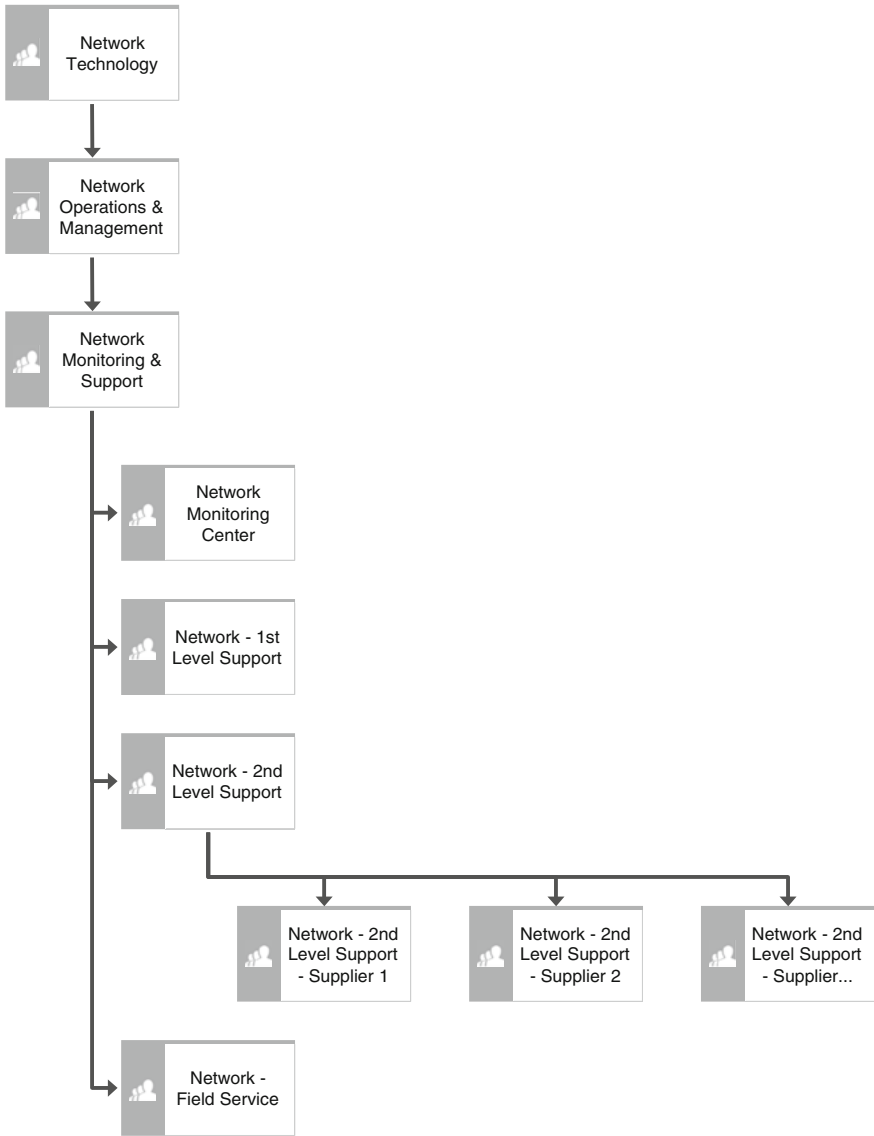 Network
Technology
Network
Operations &
Management
Network
Monitoring &
Support
Network
Monitoring
Center
Network - 1st
Level Support
Network - 2nd
Level Support
Network - 2nd
Level Support
- Supplier 1
Network - 2nd
Level Support
- Supplier 2
Network - 2nd
Level Support
- Supplier...
Network -
Field Service